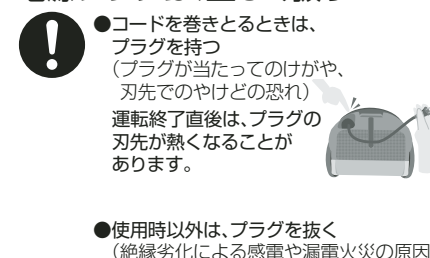 ●コードを巻きとるときは、
プラグを持つ
（プラグが当たってのけがや、
刃先でのやけどの恐れ）
運転終了直後は、プラグの
刃先が熱くなることが
あります。
●使用時以外は、プラグを抜く
（絶縁劣化による感電や漏電火災の原因